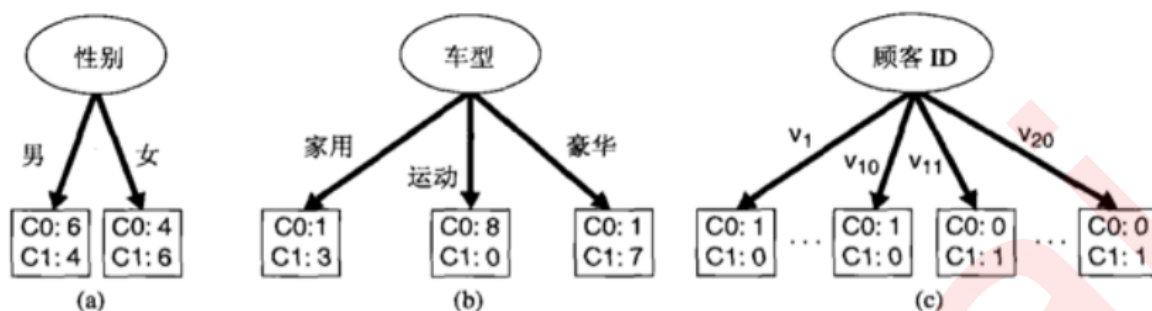 性别
男
女
C0: 6
C1: 4
C0: 4
C1: 6
(a)
车型
家用
运动
豪华
C0:1
C1: 3
C0: 8
C1: 0
C0: 1
C1: 7
(b)
顾客 ID
v1
v10
v11
v20
C0: 1
C1: 0
...
C0: 1
C1: 0
C0: 0
C1: 1
...
C0: 0
C1: 1
(c)